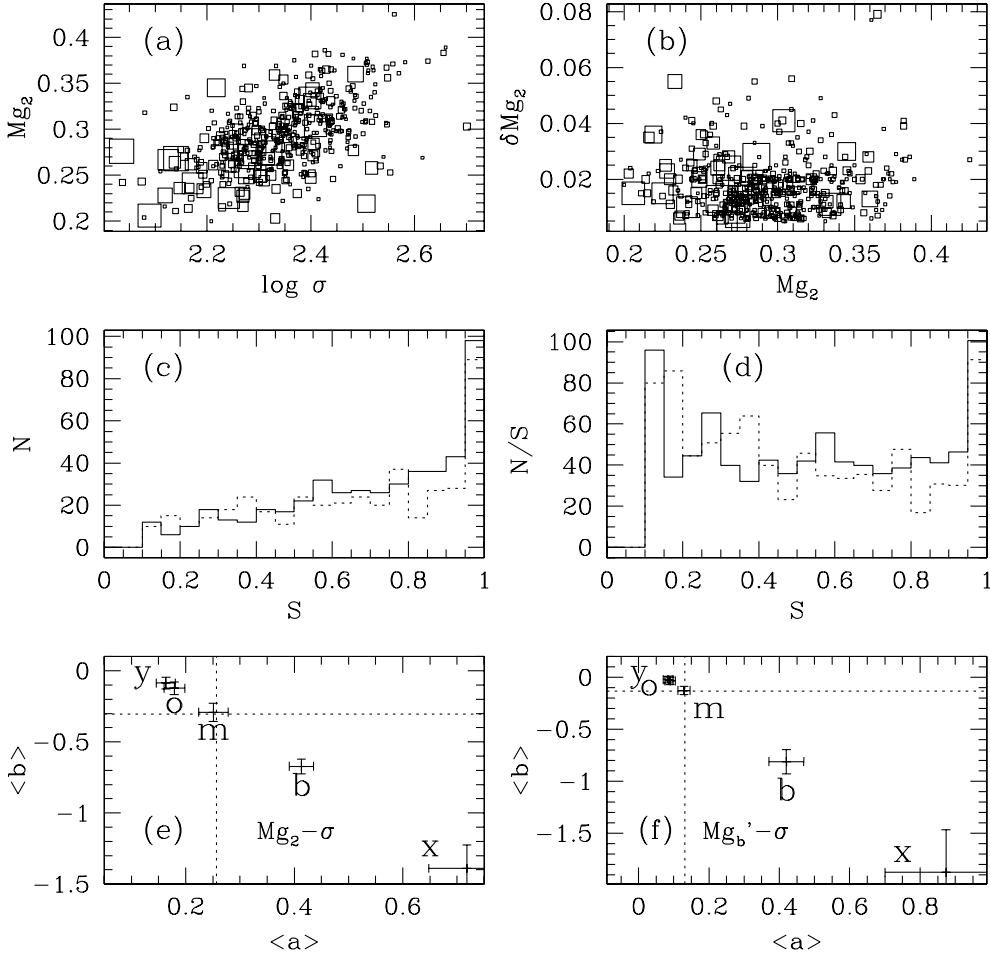 (a)
Mg₂
0.4
0.35
0.3
0.25
0.2
2.2 2.4 2.6
log σ
(b)
δMg₂
0.08
0.06
0.04
0.02
0.2 0.25 0.3 0.35 0.4
Mg₂
(c)
N
100
80
60
40
20
0
0 0.2 0.4 0.6 0.8 1
S
(d)
N/S
100
80
60
40
20
0
0 0.2 0.4 0.6 0.8 1
S
<b>
0
−0.5
−1
−1.5
y
o
m
b
x
(e) Mg₂−σ
0.2 0.4 0.6
<a>
<b>
0
−0.5
−1
−1.5
y
o
m
b
x
(f) Mg_b'−σ
0 0.2 0.4 0.6 0.8
<a>